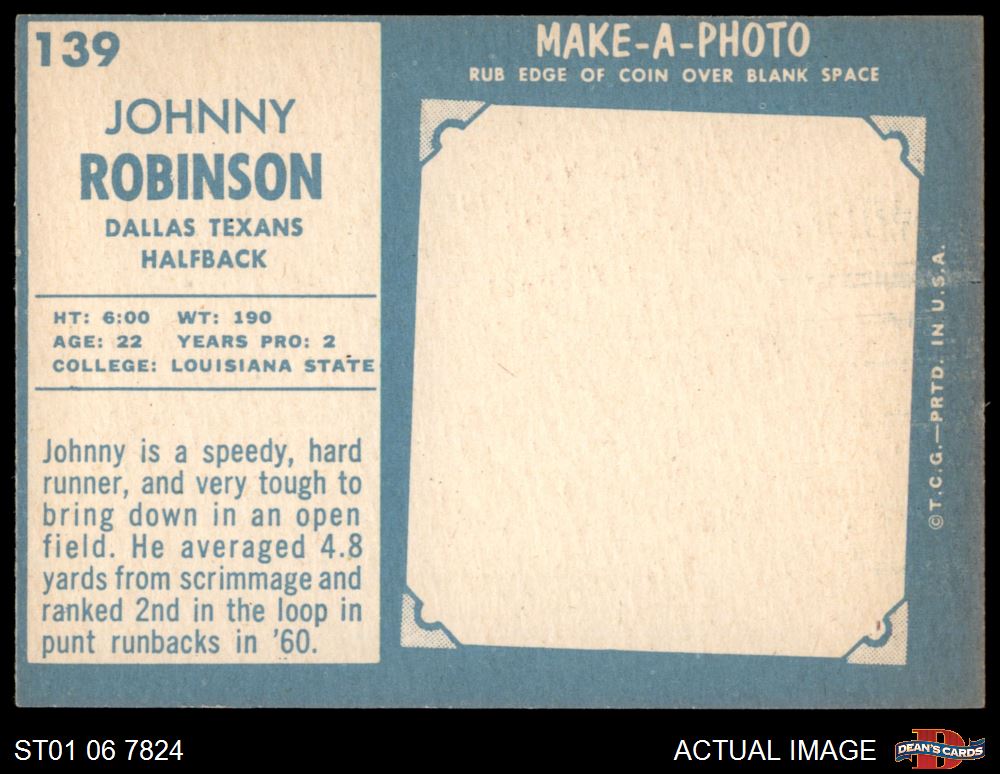 139
JOHNNY
ROBINSON
DALLAS TEXANS
HALFBACK
HT: 6:00 WT: 190
AGE: 22 YEARS PRO: 2
COLLEGE: LOUISIANA STATE
Johnny is a speedy, hard
runner, and very tough to
bring down in an open
field. He averaged 4.8
yards from scrimmage and
ranked 2nd in the loop in
punt runbacks in '60.
MAKE-A-PHOTO
RUB EDGE OF COIN OVER BLANK SPACE
©T.C.G.—PRTD. IN U.S.A.
ST01 06 7824
ACTUAL IMAGE
D
DEAN'S CARDS